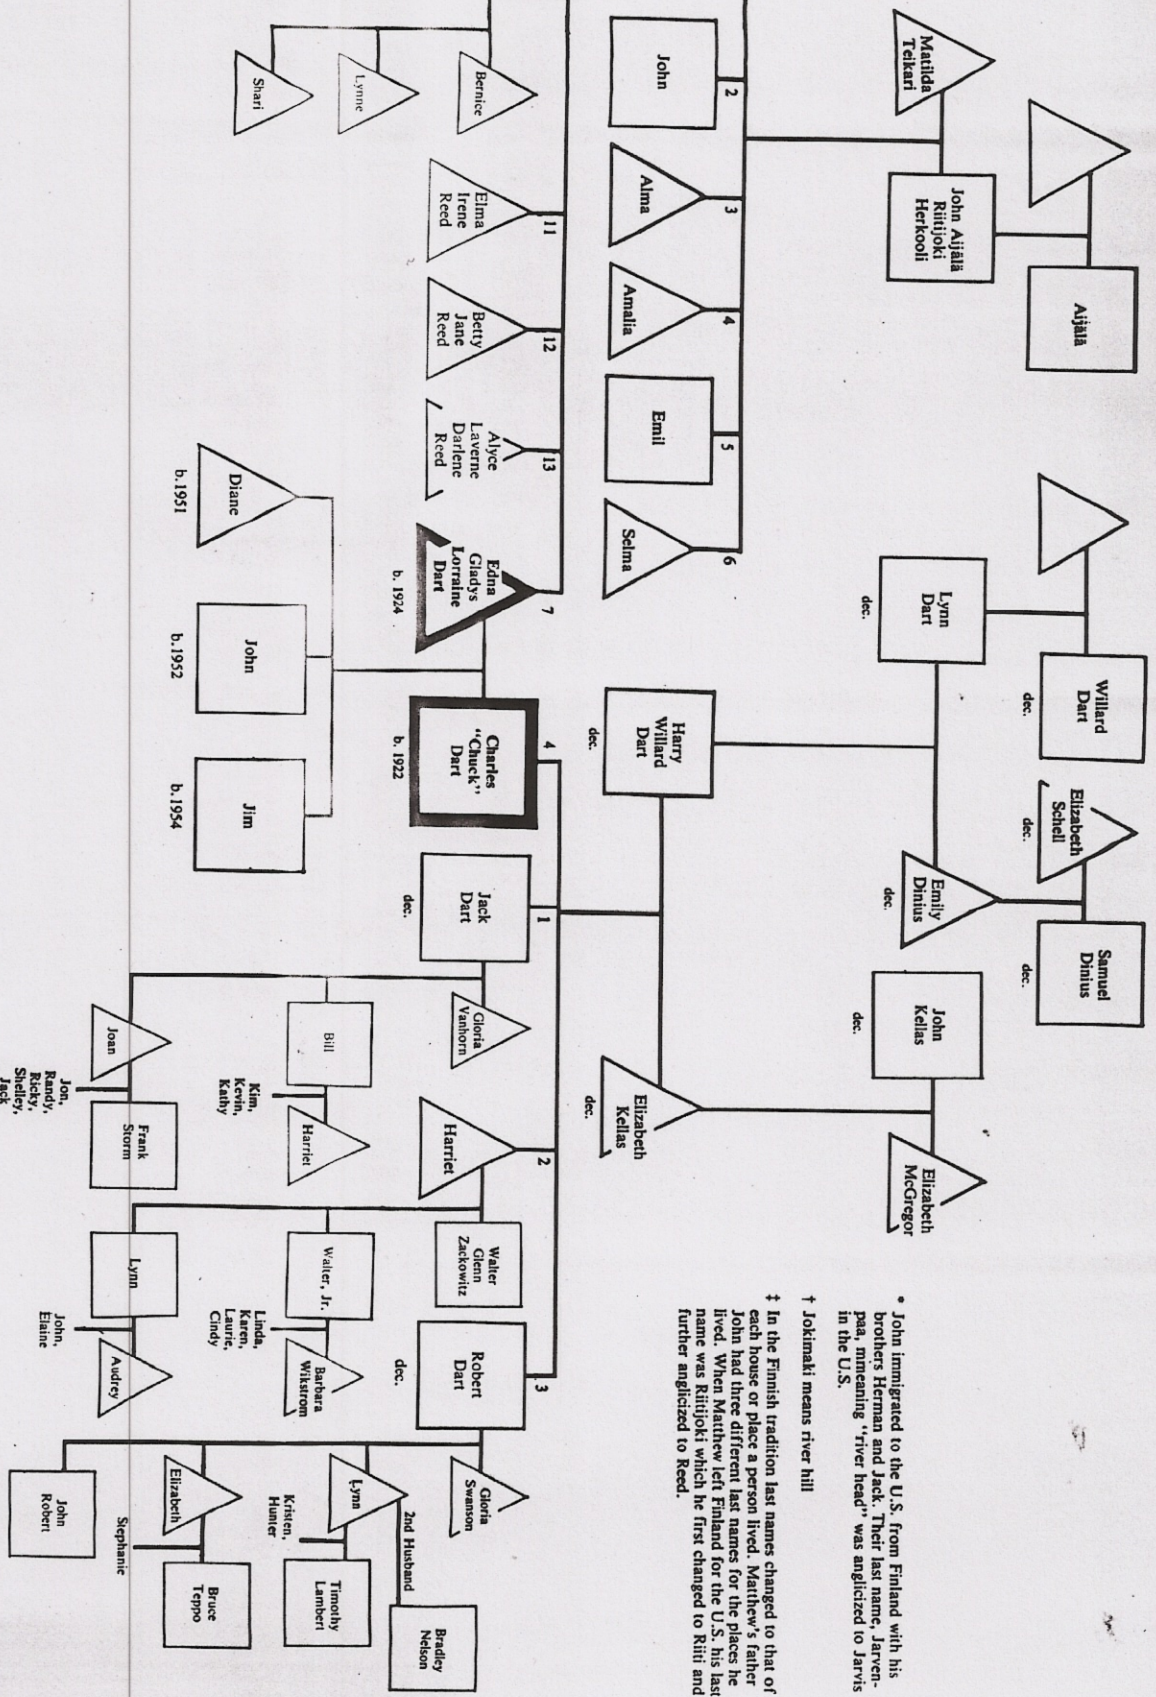 Matilda
Teikari
John Aijälä
Riitijoki
Herkooli
Aijälä
2
John
3
Alma
4
Amalia
5
Emil
6
Selma
Bernice
Lynne
Shari
11
Elma
Irene
Reed
12
Betty
Jane
Reed
13
Alyce
Laverne
Darlene
Reed
7
Edna
Gladys
Lorraine
Dart
b. 1924
Diane
b.1951
John
b.1952
Jim
b.1954
4
Charles
"Chuck"
Dart
b. 1922
Willard
Dart
dec.
Lynn
Dart
dec.
Elizabeth
Schell
dec.
Samuel
Dinius
dec.
Emily
Dinius
dec.
Harry
Willard
Dart
dec.
John
Kellas
dec.
Elizabeth
McGregor
Elizabeth
Kellas
dec.
1
Jack
Dart
dec.
Gloria
Vanhorn
Bill
Harriet
Kim,
Kevin,
Kathy
Joan
Frank
Storm
Jon,
Randy,
Ricky,
Shelley,
Jack
2
Harriet
Walter
Glenn
Zackowitz
Walter, Jr.
Barbara
Wikstrom
Linda,
Karen,
Laurie,
Cindy
Lynn
Audrey
John,
Elaine
3
Robert
Dart
dec.
Gloria
Swanson
Lynn
2nd Husband
Bradley
Nelson
Timothy
Lambert
Kristen,
Hunter
Elizabeth
Bruce
Teppo
Stephanie
John
Robert
* John immigrated to the U.S. from Finland with his
brothers Herman and Jack. Their last name, Jarven-
paa, mmeaning "river head" was anglicized to Jarvis
in the U.S.
† Jokimaki means river hill
‡ In the Finnish tradition last names changed to that of
each house or place a person lived. Matthew's father
John had three different last names for the places he
lived. When Matthew left Finland for the U.S. his last
name was Riitijoki which he first changed to Riiti and
further anglicized to Reed.